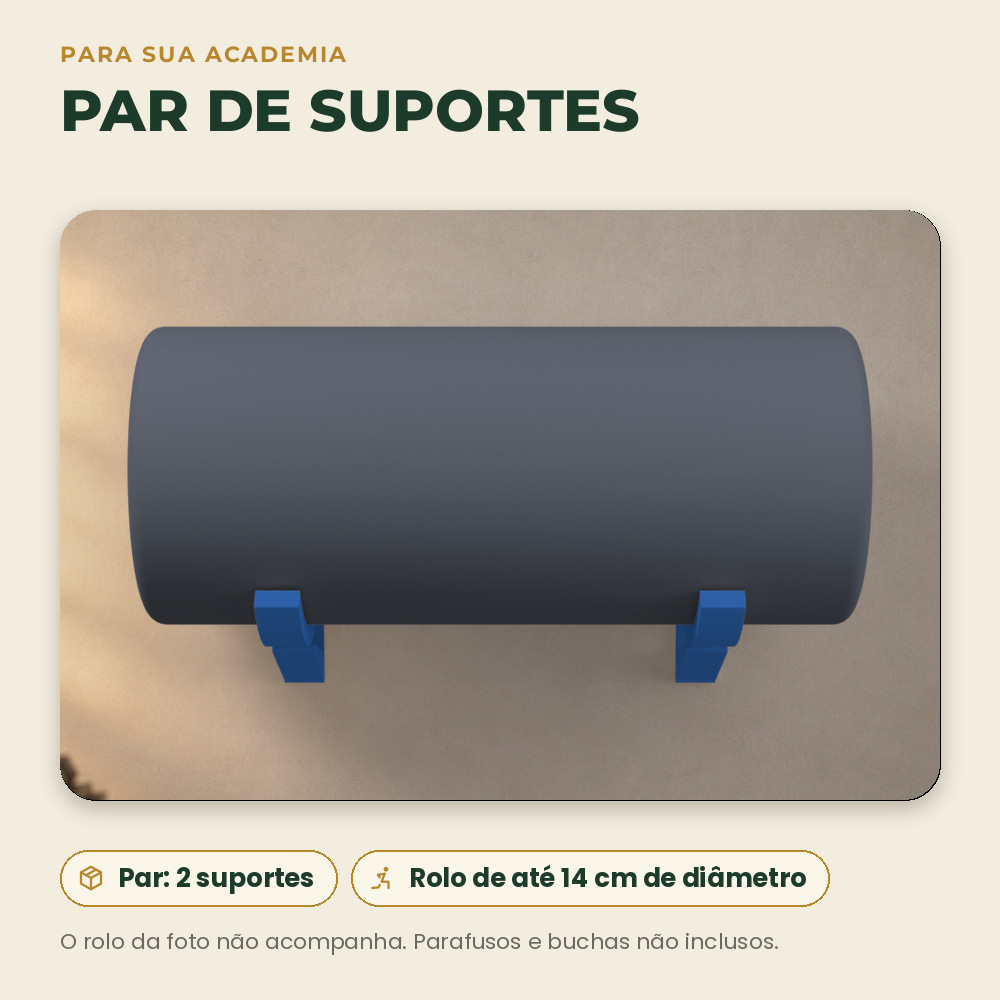 PARA SUA ACADEMIA
PAR DE SUPORTES
Par: 2 suportes
Rolo de até 14 cm de diâmetro
O rolo da foto não acompanha. Parafusos e buchas não inclusos.